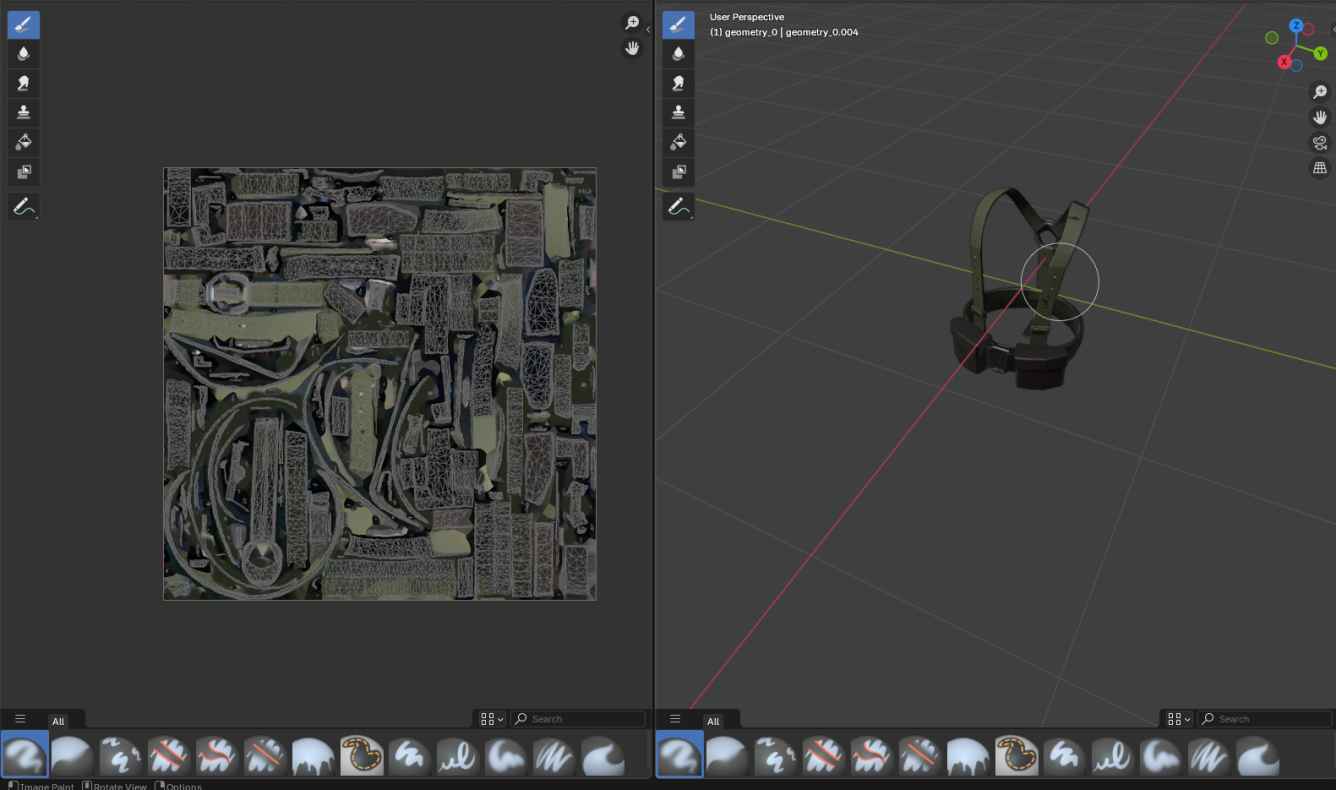 User Perspective
(1) geometry_0 | geometry_0.004
Z
Y
X
All
Search
All
Search
Image Paint
Rotate View
Options